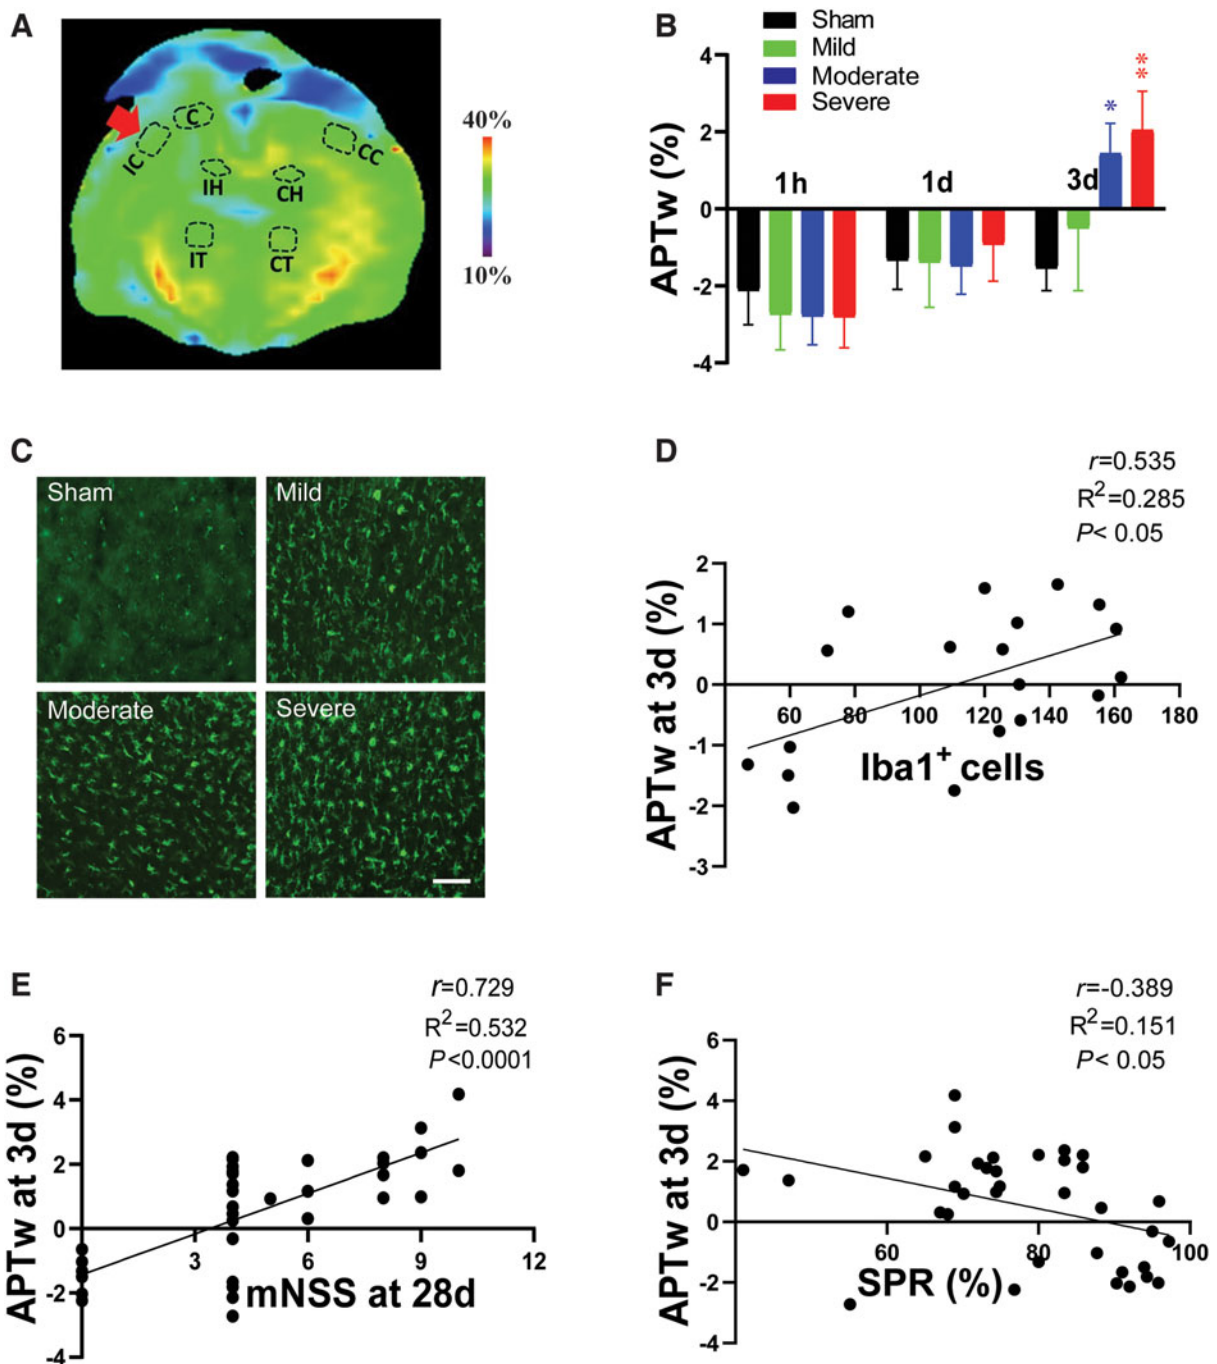 A
C
IC
CC
IH
CH
IT
CT
40%
10%
B
Sham
Mild
Moderate
Severe
APTw (%)
4
2
0
-2
-4
1h
1d
3d
*
**
C
Sham
Mild
Moderate
Severe
D
r=0.535
R²=0.285
P< 0.05
APTw at 3d (%)
2
1
0
-1
-2
-3
60 80 100 120 140 160 180
Iba1⁺ cells
E
r=0.729
R²=0.532
P<0.0001
APTw at 3d (%)
6
4
2
0
-2
-4
3 6 9 12
mNSS at 28d
F
r=-0.389
R²=0.151
P< 0.05
APTw at 3d (%)
6
4
2
0
-2
-4
60 80 100
SPR (%)